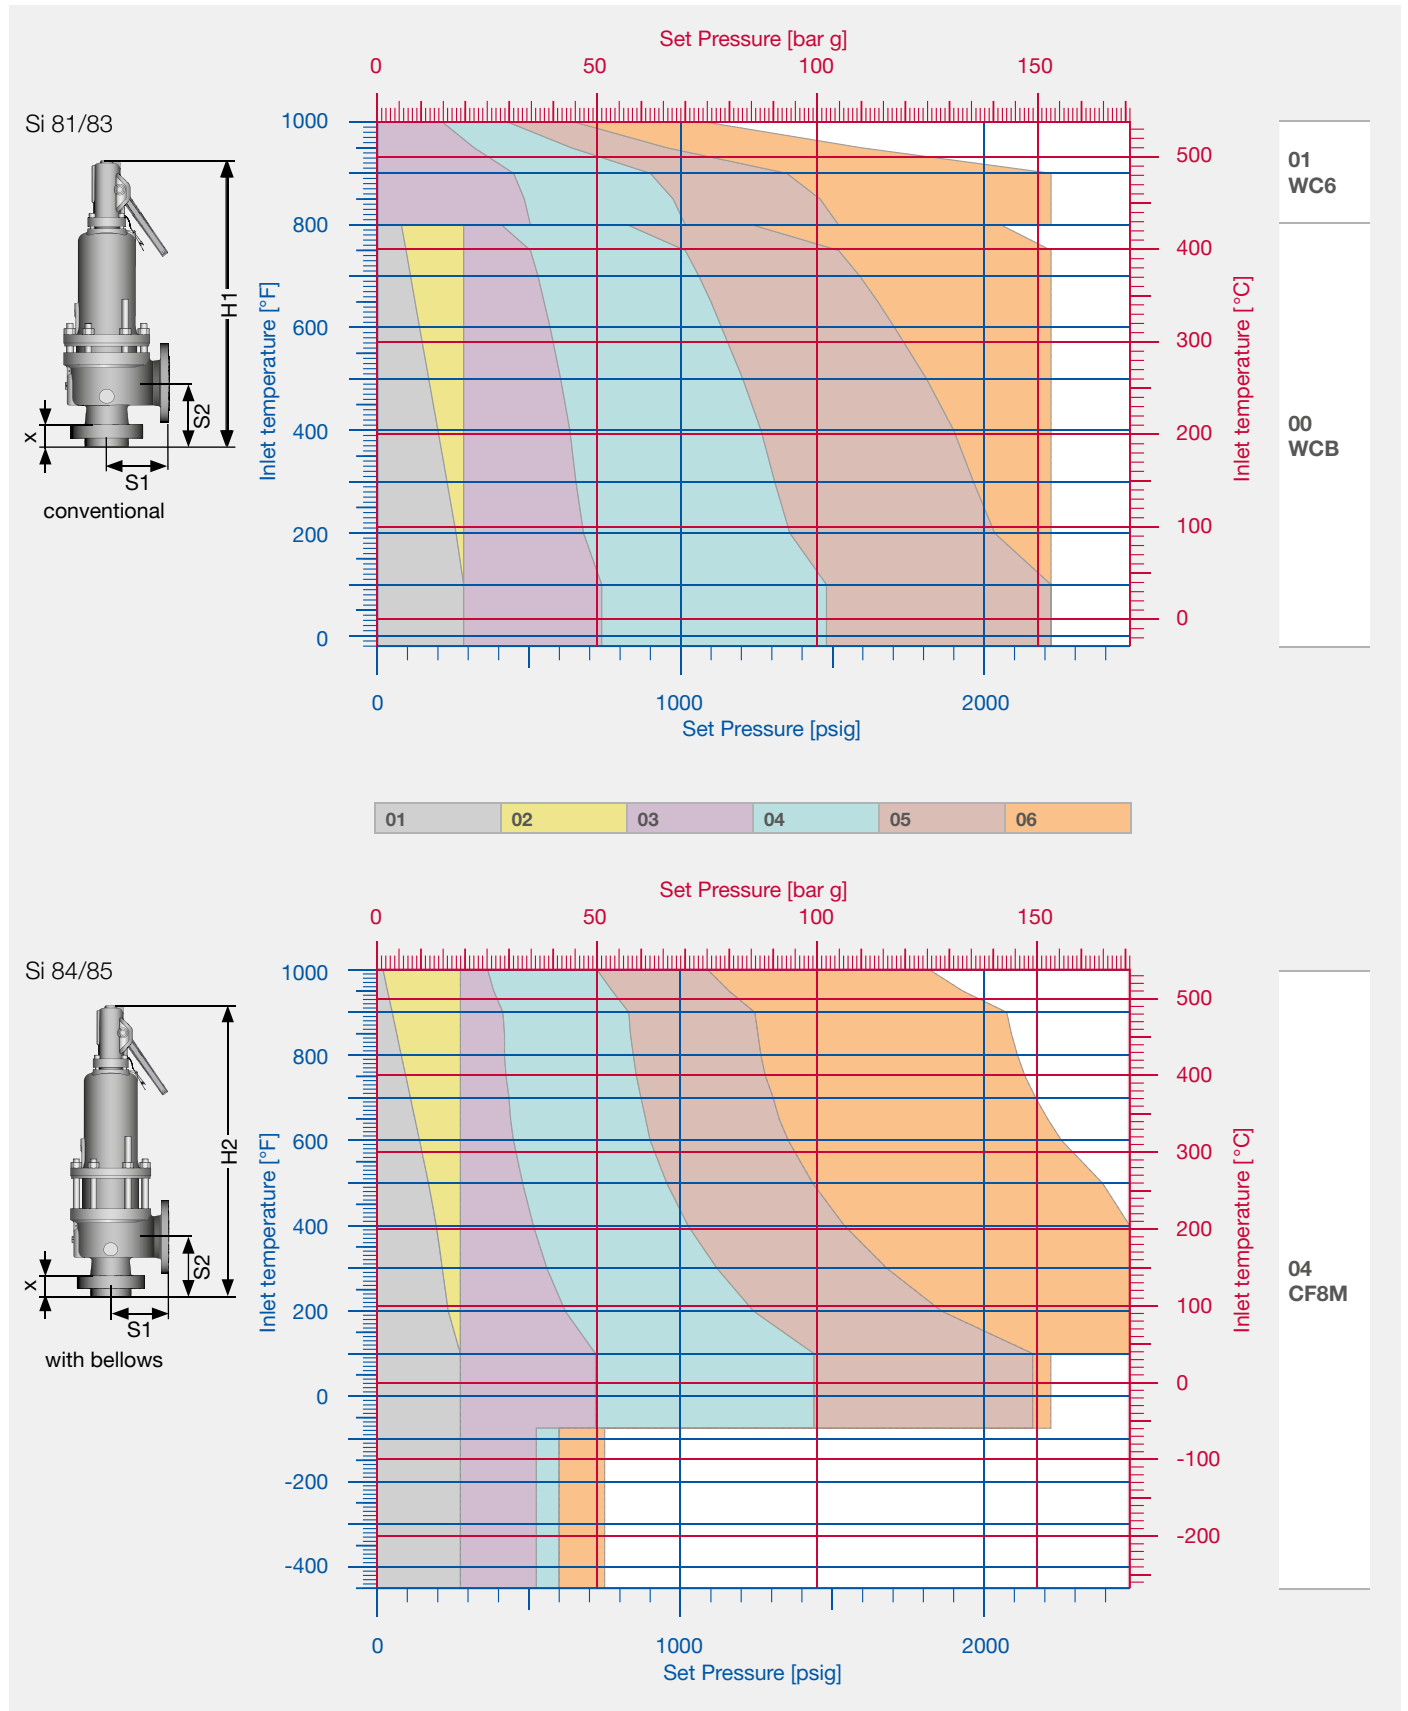 Set Pressure [bar g]
0 50 100 150
Si 81/83
H1
S2
x
S1
conventional
Inlet temperature [°F]
1000
800
600
400
200
0
500
400
300
200
100
0
Inlet temperature [°C]
01
WC6
00
WCB
0 1000 2000
Set Pressure [psig]
01 02 03 04 05 06
Set Pressure [bar g]
0 50 100 150
Si 84/85
H2
S2
x
S1
with bellows
Inlet temperature [°F]
1000
800
600
400
200
0
-200
-400
500
400
300
200
100
0
-100
-200
Inlet temperature [°C]
04
CF8M
0 1000 2000
Set Pressure [psig]